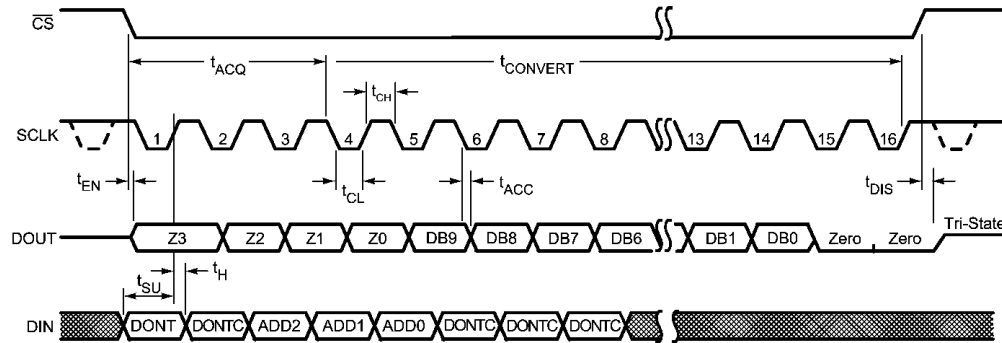 CS
tACQ
tCONVERT
tCH
SCLK
1 2 3 4 5 6 7 8 13 14 15 16
tEN
tCL
tACC
tDIS
DOUT
Z3 Z2 Z1 Z0 DB9 DB8 DB7 DB6 DB1 DB0 Zero Zero
Tri-State
tSU
tH
DIN
DONT DONTC ADD2 ADD1 ADD0 DONTC DONTC DONTC